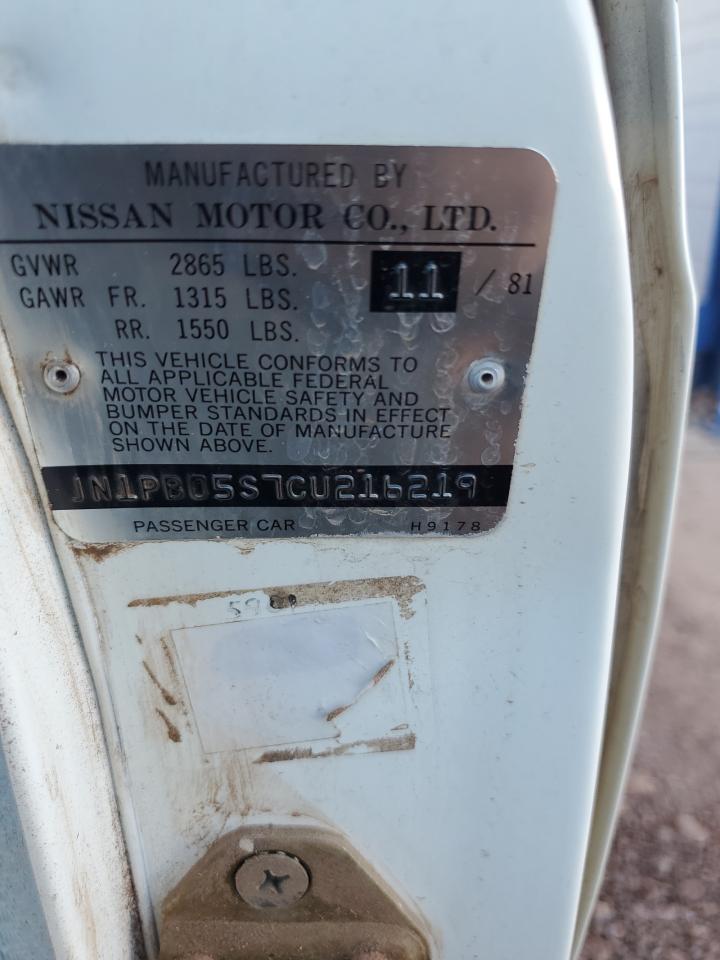 MANUFACTURED BY
NISSAN MOTOR CO., LTD.
GVWR 2865 LBS. 11 / 81
GAWR FR. 1315 LBS.
RR. 1550 LBS.
THIS VEHICLE CONFORMS TO
ALL APPLICABLE FEDERAL
MOTOR VEHICLE SAFETY AND
BUMPER STANDARDS IN EFFECT
ON THE DATE OF MANUFACTURE
SHOWN ABOVE.
JN1PB05S7CU216219
PASSENGER CAR H9178